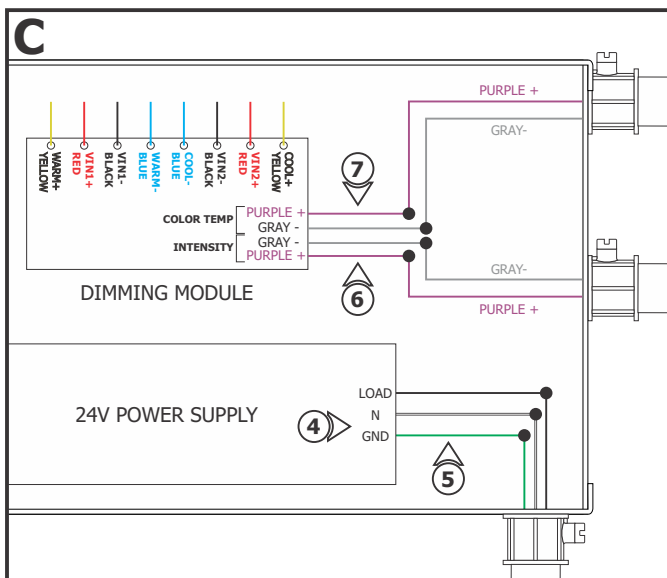 C
PURPLE +
GRAY-
WARM+
YELLOW
VIN1+
RED
VIN1-
BLACK
WARM-
BLUE
COOL-
BLUE
VIN2-
BLACK
VIN2+
RED
COOL+
YELLOW
7
COLOR TEMP
PURPLE +
GRAY -
INTENSITY
GRAY -
PURPLE +
DIMMING MODULE
6
GRAY-
PURPLE +
24V POWER SUPPLY
4
LOAD
N
GND
5